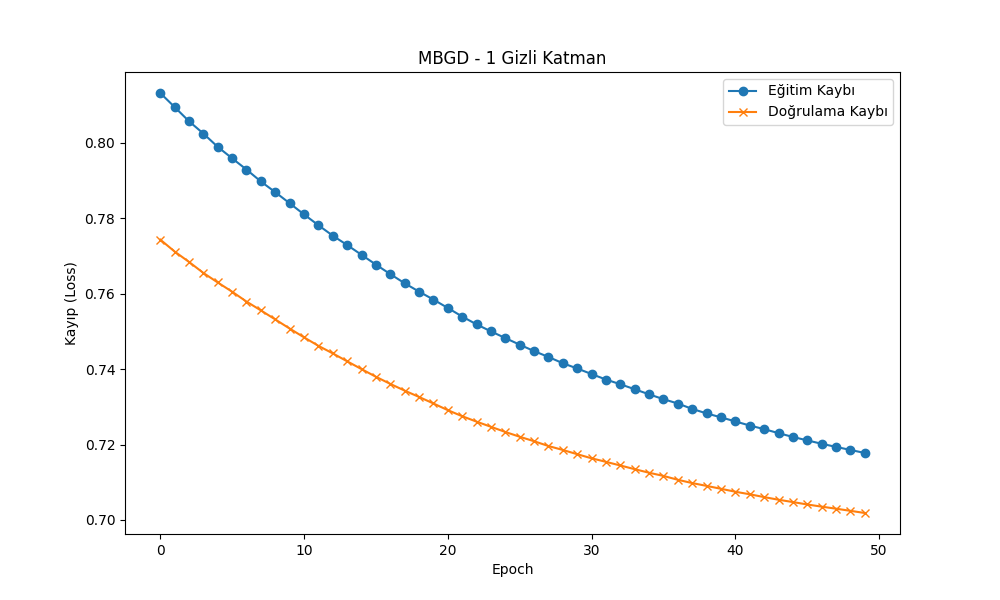 MBGD - 1 Gizli Katman
Eğitim Kaybı
Doğrulama Kaybı
Kayıp (Loss)
0.80
0.78
0.76
0.74
0.72
0.70
0 10 20 30 40 50
Epoch